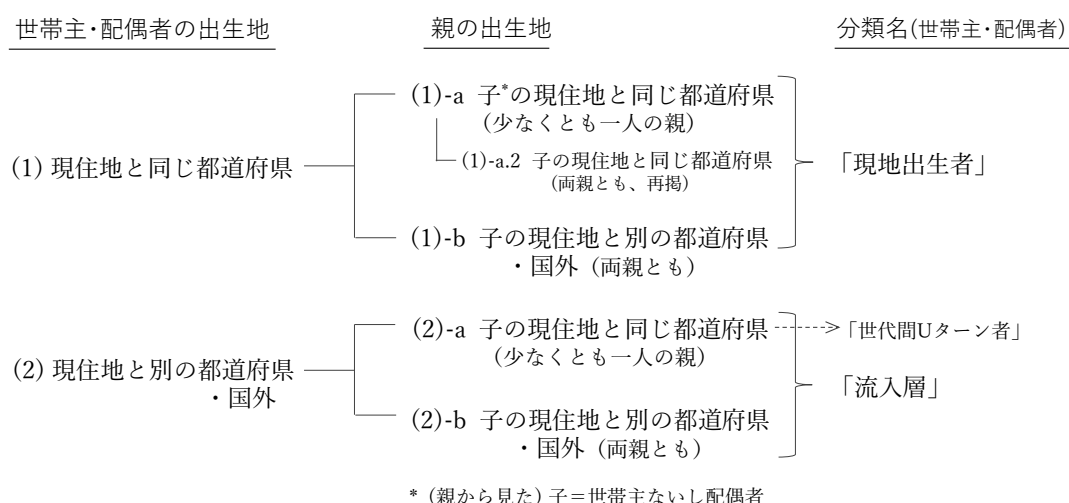 世帯主・配偶者の出生地
親の出生地
分類名(世帯主・配偶者)
(1) 現住地と同じ都道府県
(1)-a 子*の現住地と同じ都道府県
(少なくとも一人の親)
(1)-a.2 子の現住地と同じ都道府県
(両親とも、再掲)
(1)-b 子の現住地と別の都道府県
・国外 (両親とも)
「現地出生者」
(2) 現住地と別の都道府県
・国外
(2)-a 子の現住地と同じ都道府県
(少なくとも一人の親)
「世代間Uターン者」
(2)-b 子の現住地と別の都道府県
・国外 (両親とも)
「流入層」
* (親から見た) 子=世帯主ないし配偶者